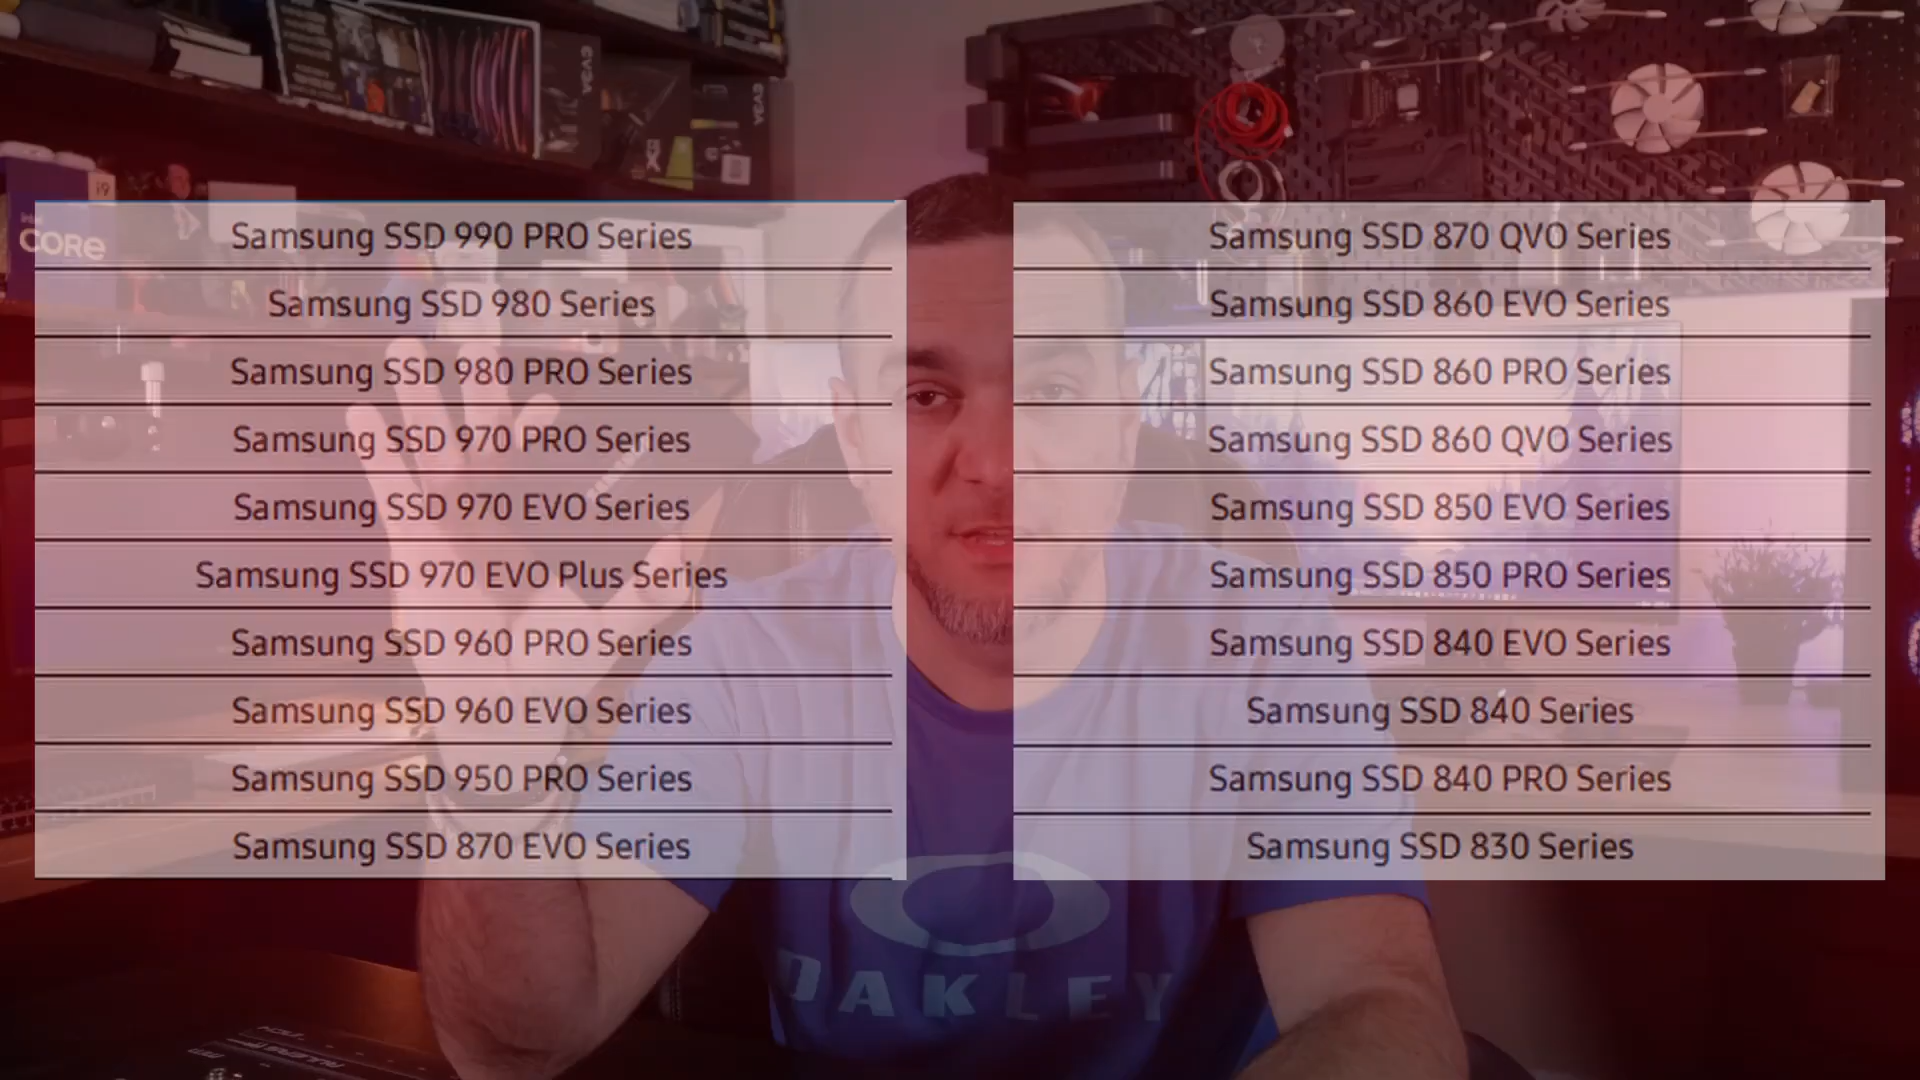 EVGA
EVGA
i9
intel
CORE
Samsung SSD 990 PRO Series
Samsung SSD 980 Series
Samsung SSD 980 PRO Series
Samsung SSD 970 PRO Series
Samsung SSD 970 EVO Series
Samsung SSD 970 EVO Plus Series
Samsung SSD 960 PRO Series
Samsung SSD 960 EVO Series
Samsung SSD 950 PRO Series
Samsung SSD 870 EVO Series
Samsung SSD 870 QVO Series
Samsung SSD 860 EVO Series
Samsung SSD 860 PRO Series
Samsung SSD 860 QVO Series
Samsung SSD 850 EVO Series
Samsung SSD 850 PRO Series
Samsung SSD 840 EVO Series
Samsung SSD 840 Series
Samsung SSD 840 PRO Series
Samsung SSD 830 Series
OAKLEY